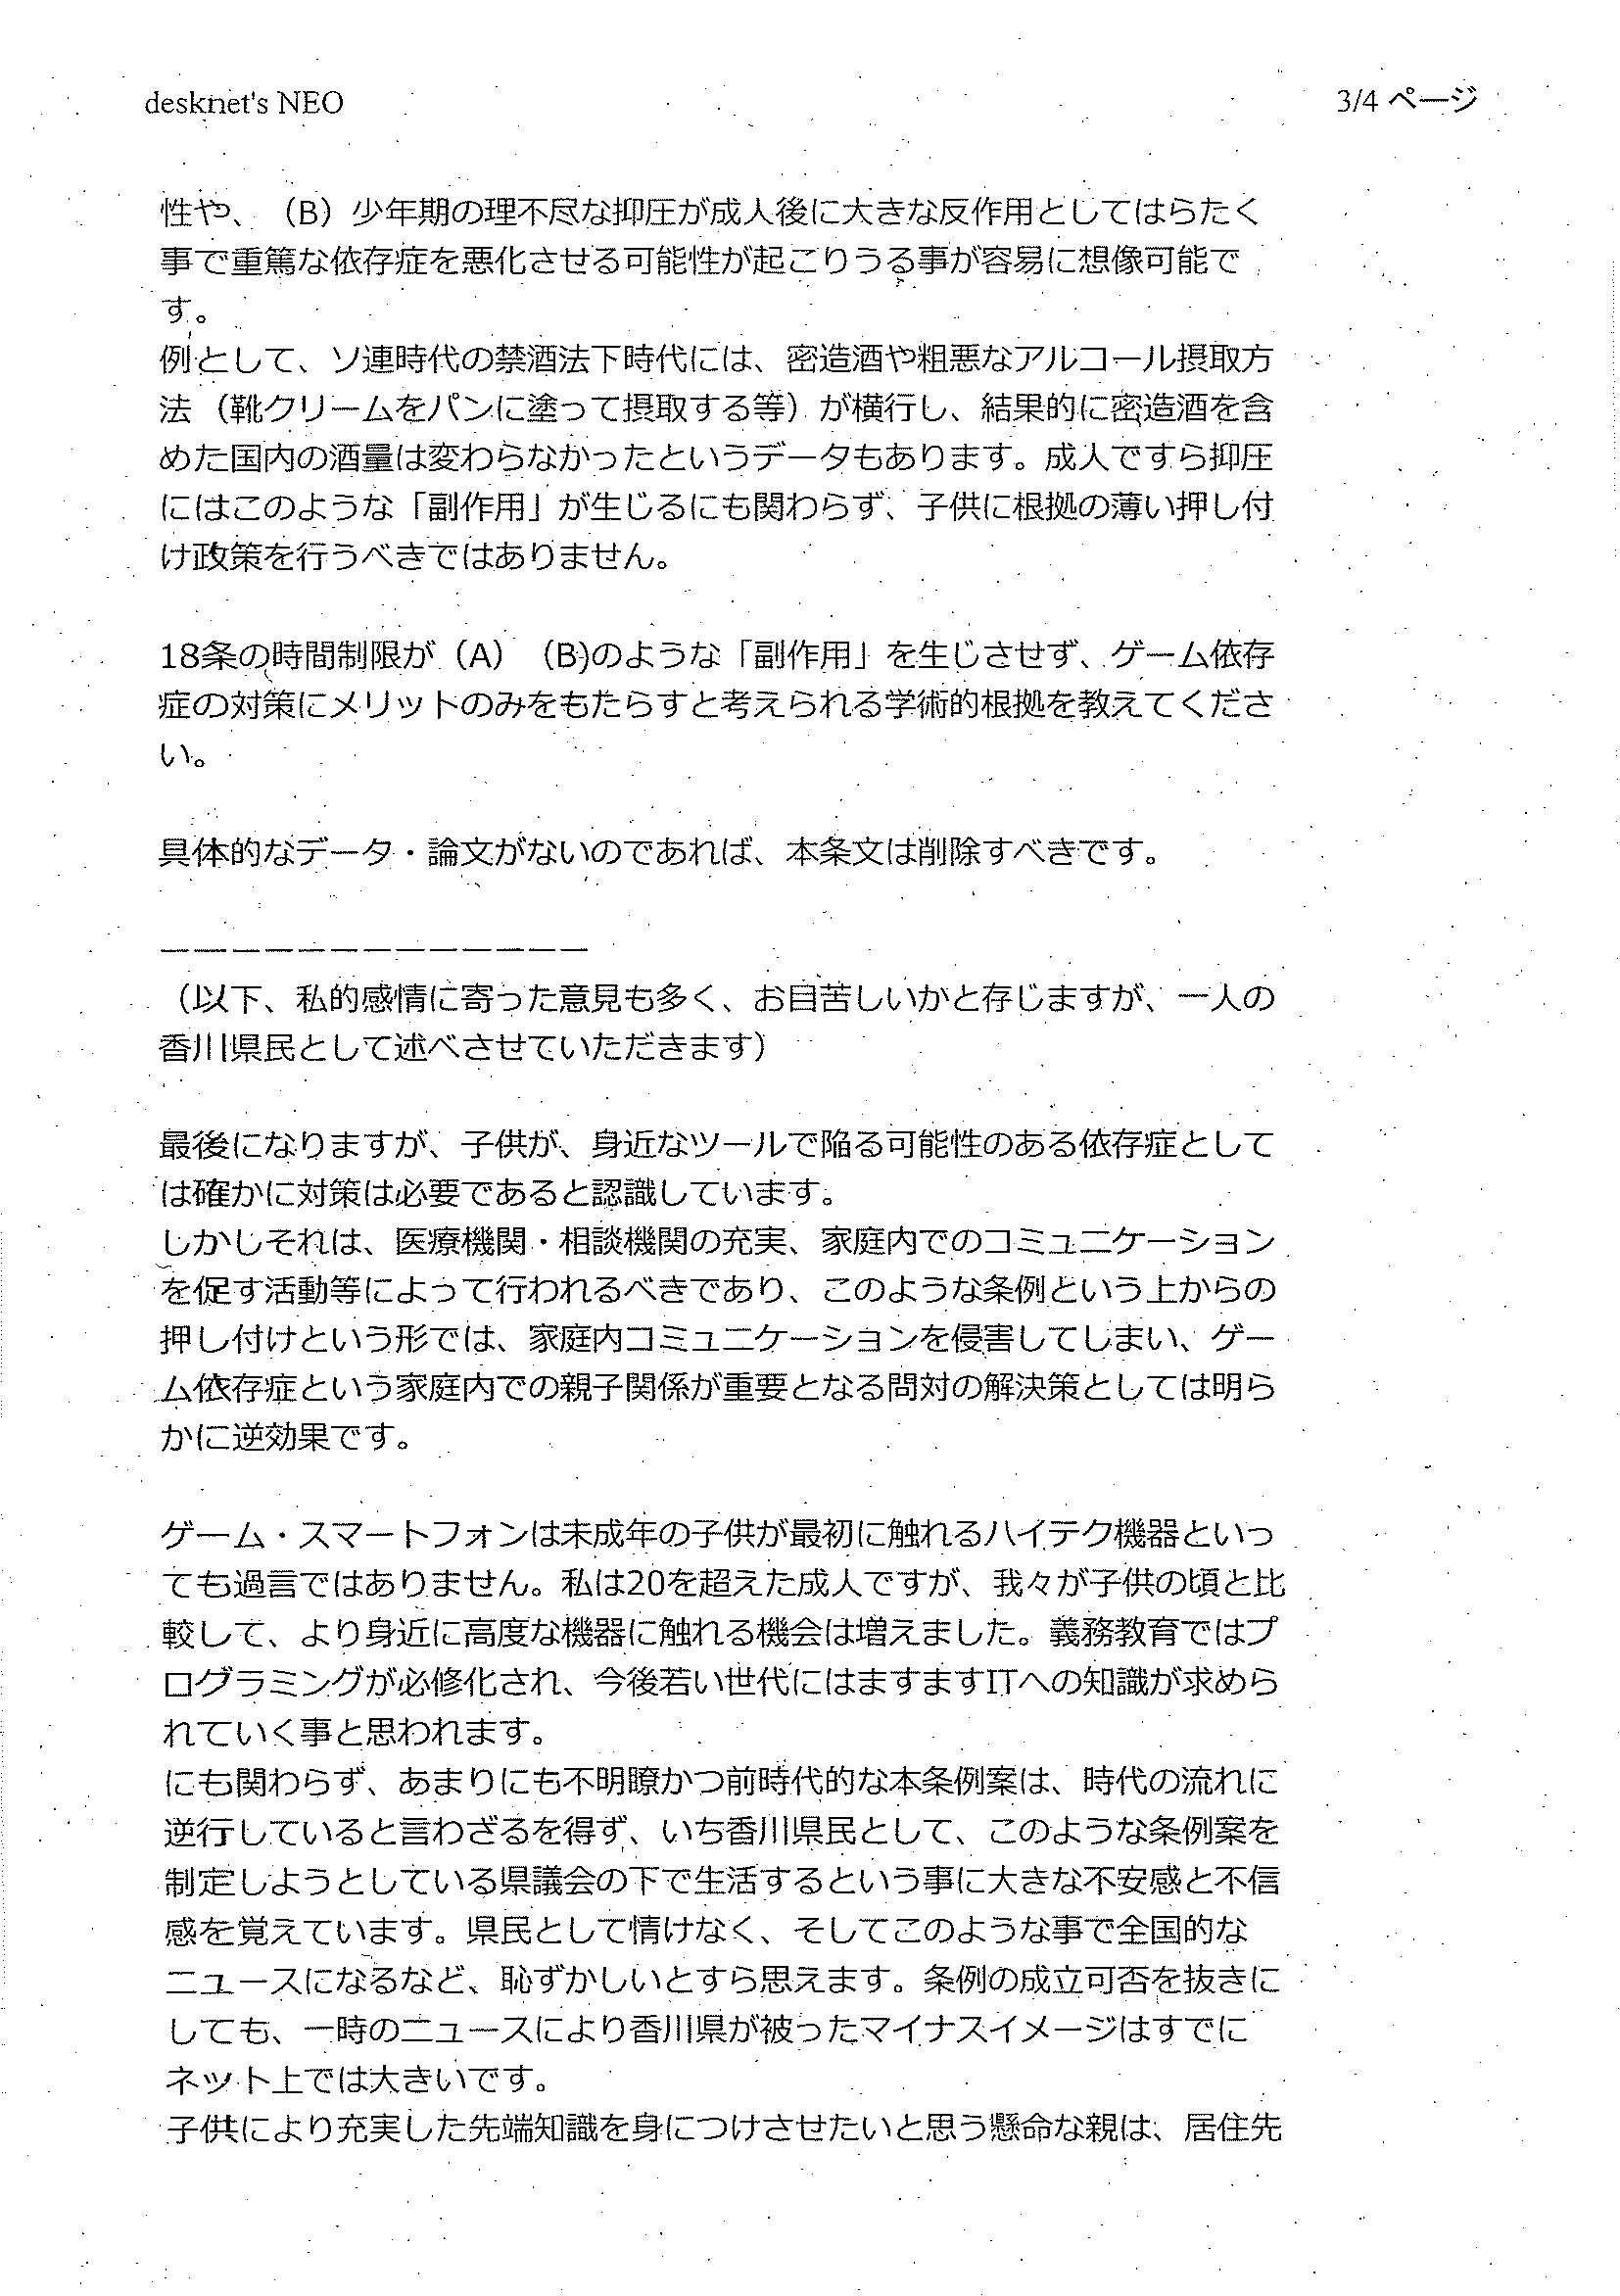 desknet's NEO
3/4 ページ
性や、（B）少年期の理不尽な抑圧が成人後に大きな反作用としてはらたく
事で重篤な依存症を悪化させる可能性が起こりうる事が容易に想像可能で
す。
例として、ソ連時代の禁酒法下時代には、密造酒や粗悪なアルコール摂取方
法（靴クリームをパンに塗って摂取する等）が横行し、結果的に密造酒を含
めた国内の酒量は変わらなかったというデータもあります。成人ですら抑圧
にはこのような「副作用」が生じるにも関わらず、子供に根拠の薄い押し付
け政策を行うべきではありません。
18条の時間制限が（A）（B)のような「副作用」を生じさせず、ゲーム依存
症の対策にメリットのみをもたらすと考えられる学術的根拠を教えてくださ
い。
具体的なデータ・論文がないのであれば、本条文は削除すべきです。
ーーーーーーーーーーーーー
（以下、私的感情に寄った意見も多く、お目苦しいかと存じますが、一人の
香川県民として述べさせていただきます）
最後になりますが、子供が、身近なツールで陥る可能性のある依存症として
は確かに対策は必要であると認識しています。
しかしそれは、医療機関・相談機関の充実、家庭内でのコミュニケーション
を促す活動等によって行われるべきであり、このような条例という上からの
押し付けという形では、家庭内コミュニケーションを侵害してしまい、ゲー
ム依存症という家庭内での親子関係が重要となる問対の解決策としては明ら
かに逆効果です。
ゲーム・スマートフォンは未成年の子供が最初に触れるハイテク機器といっ
ても過言ではありません。私は20を超えた成人ですが、我々が子供の頃と比
較して、より身近に高度な機器に触れる機会は増えました。義務教育ではプ
ログラミングが必修化され、今後若い世代にはますますITへの知識が求めら
れていく事と思われます。
にも関わらず、あまりにも不明瞭かつ前時代的な本条例案は、時代の流れに
逆行していると言わざるを得ず、いち香川県民として、このような条例案を
制定しようとしている県議会の下で生活するという事に大きな不安感と不信
感を覚えています。県民として情けなく、そしてこのような事で全国的な
ニュースになるなど、恥ずかしいとすら思えます。条例の成立可否を抜きに
しても、一時のニュースにより香川県が被ったマイナスイメージはすでに
ネット上では大きいです。
子供により充実した先端知識を身につけさせたいと思う懸命な親は、居住先